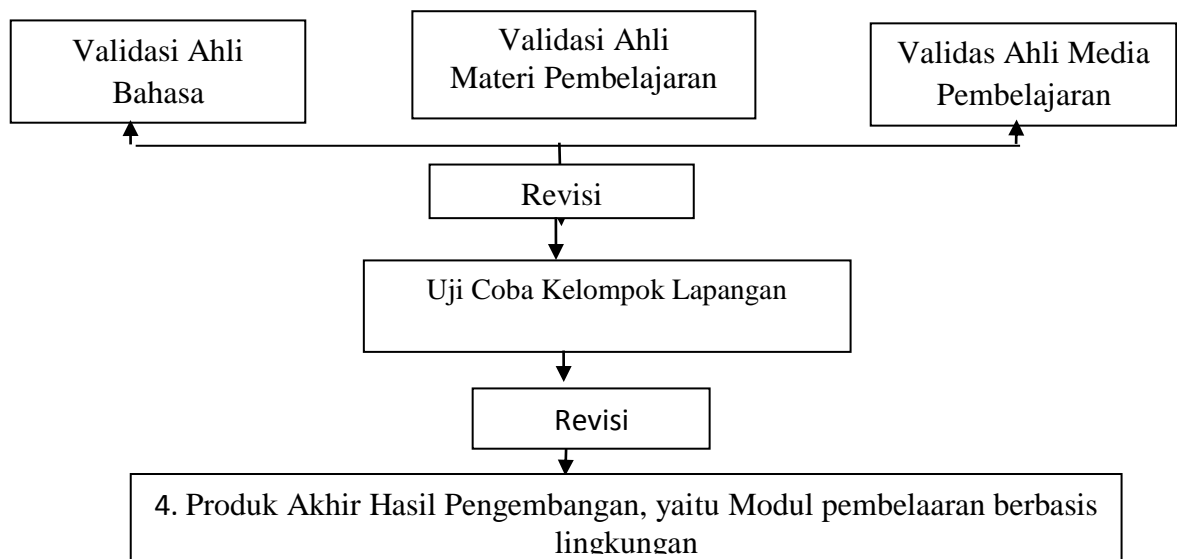 Validasi Ahli
Bahasa
Validasi Ahli
Materi Pembelajaran
Validas Ahli Media
Pembelajaran
Revisi
Uji Coba Kelompok Lapangan
Revisi
4. Produk Akhir Hasil Pengembangan, yaitu Modul pembelaaran berbasis
lingkungan